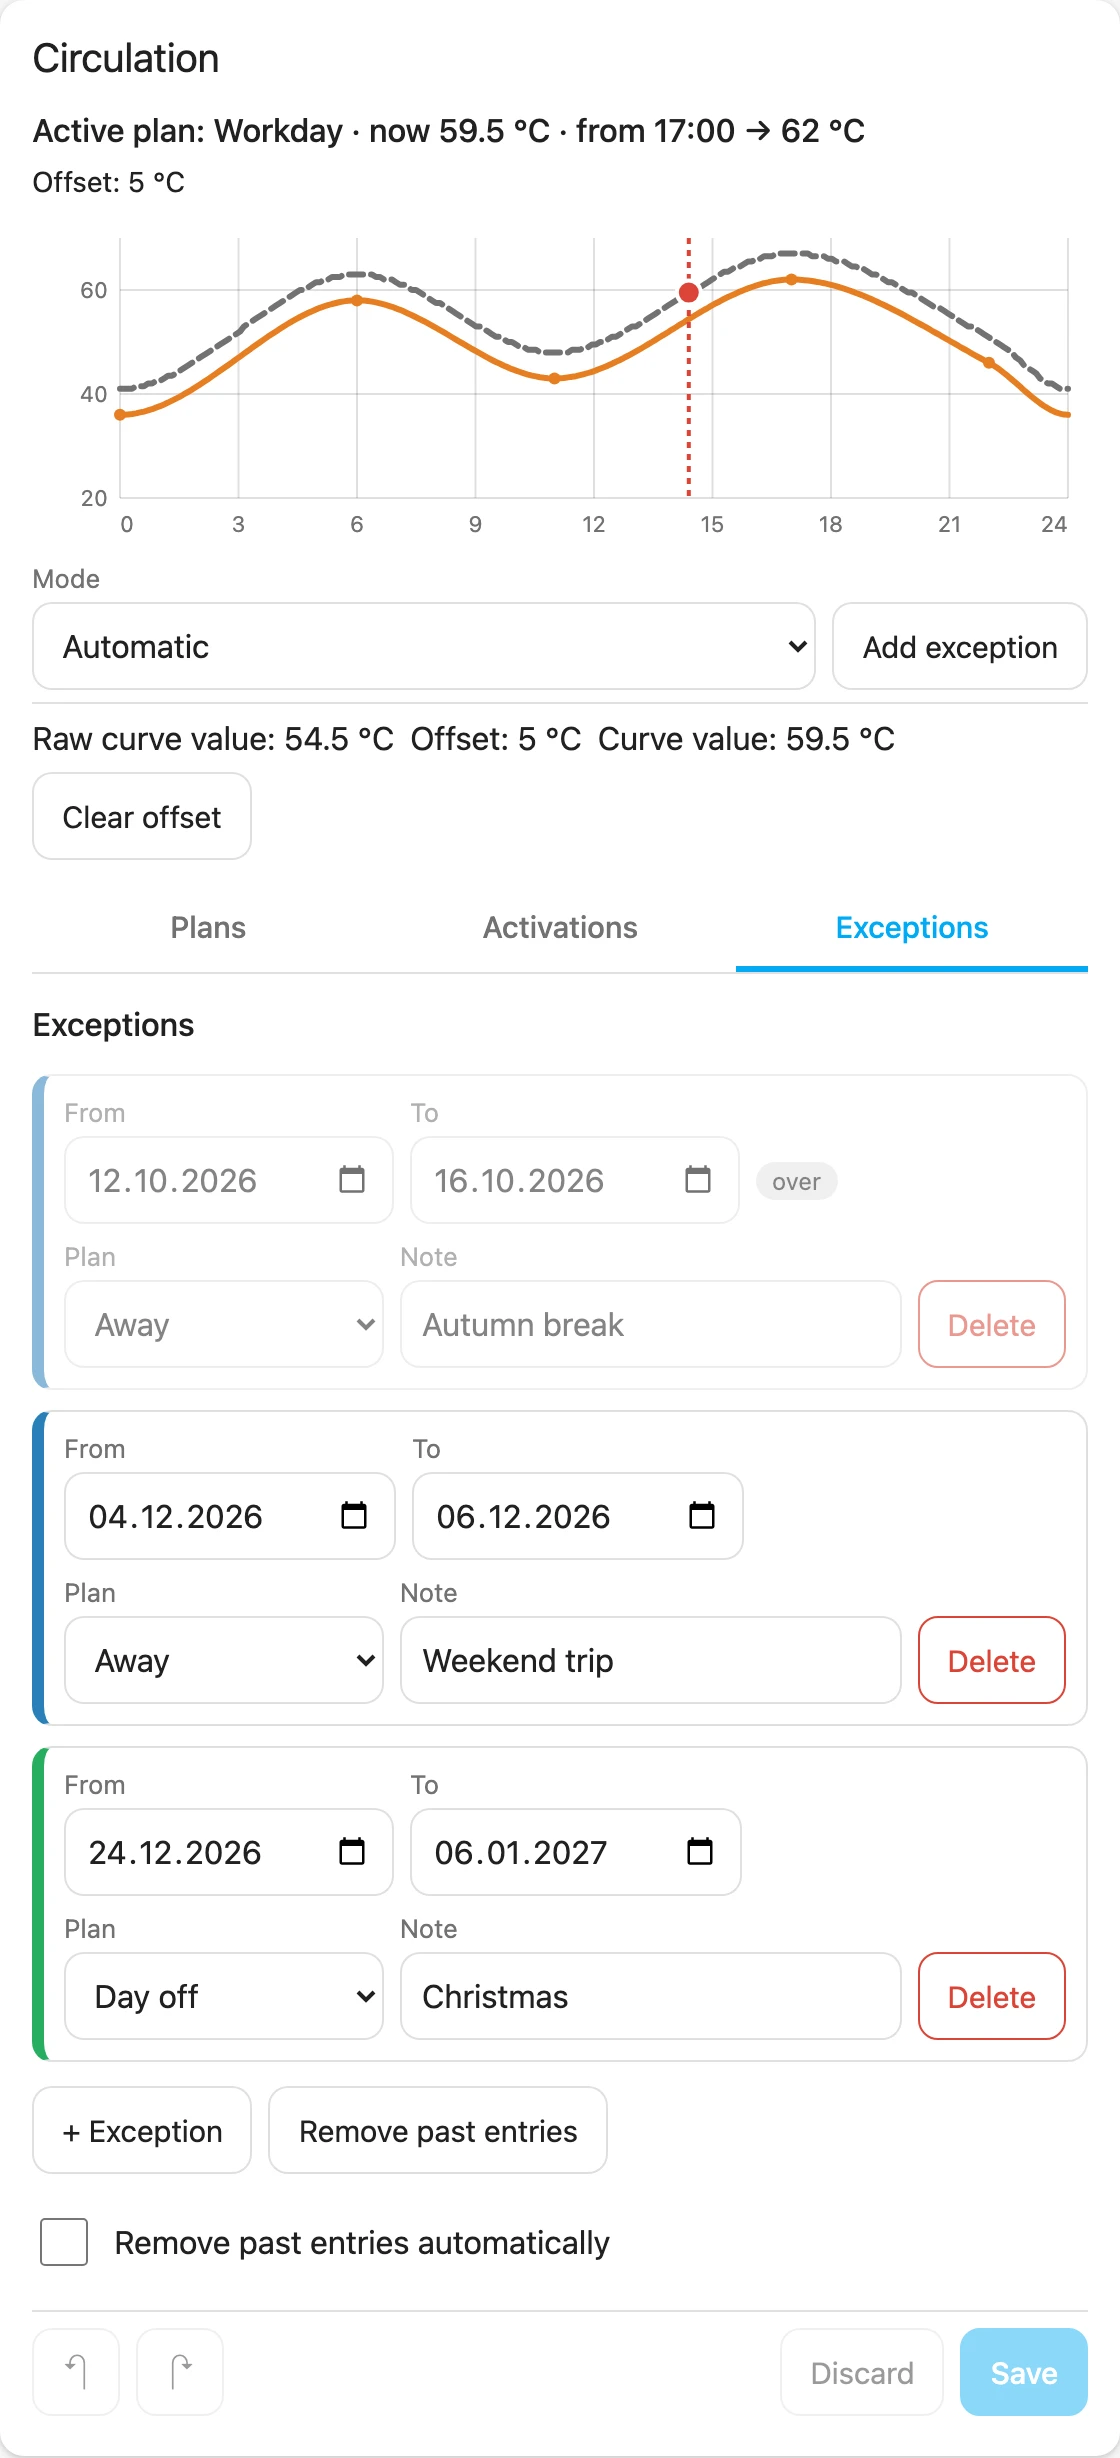 Circulation
Active plan: Workday · now 59.5 °C · from 17:00 → 62 °C
Offset: 5 °C
60
40
20
0 3 6 9 12 15 18 21 24
Mode
Automatic Add exception
Raw curve value: 54.5 °C Offset: 5 °C Curve value: 59.5 °C
Clear offset
Plans Activations Exceptions
Exceptions
From To
12.10.2026 16.10.2026 over
Plan Note
Away Autumn break Delete
From To
04.12.2026 06.12.2026
Plan Note
Away Weekend trip Delete
From To
24.12.2026 06.01.2027
Plan Note
Day off Christmas Delete
+ Exception Remove past entries
Remove past entries automatically
Discard Save